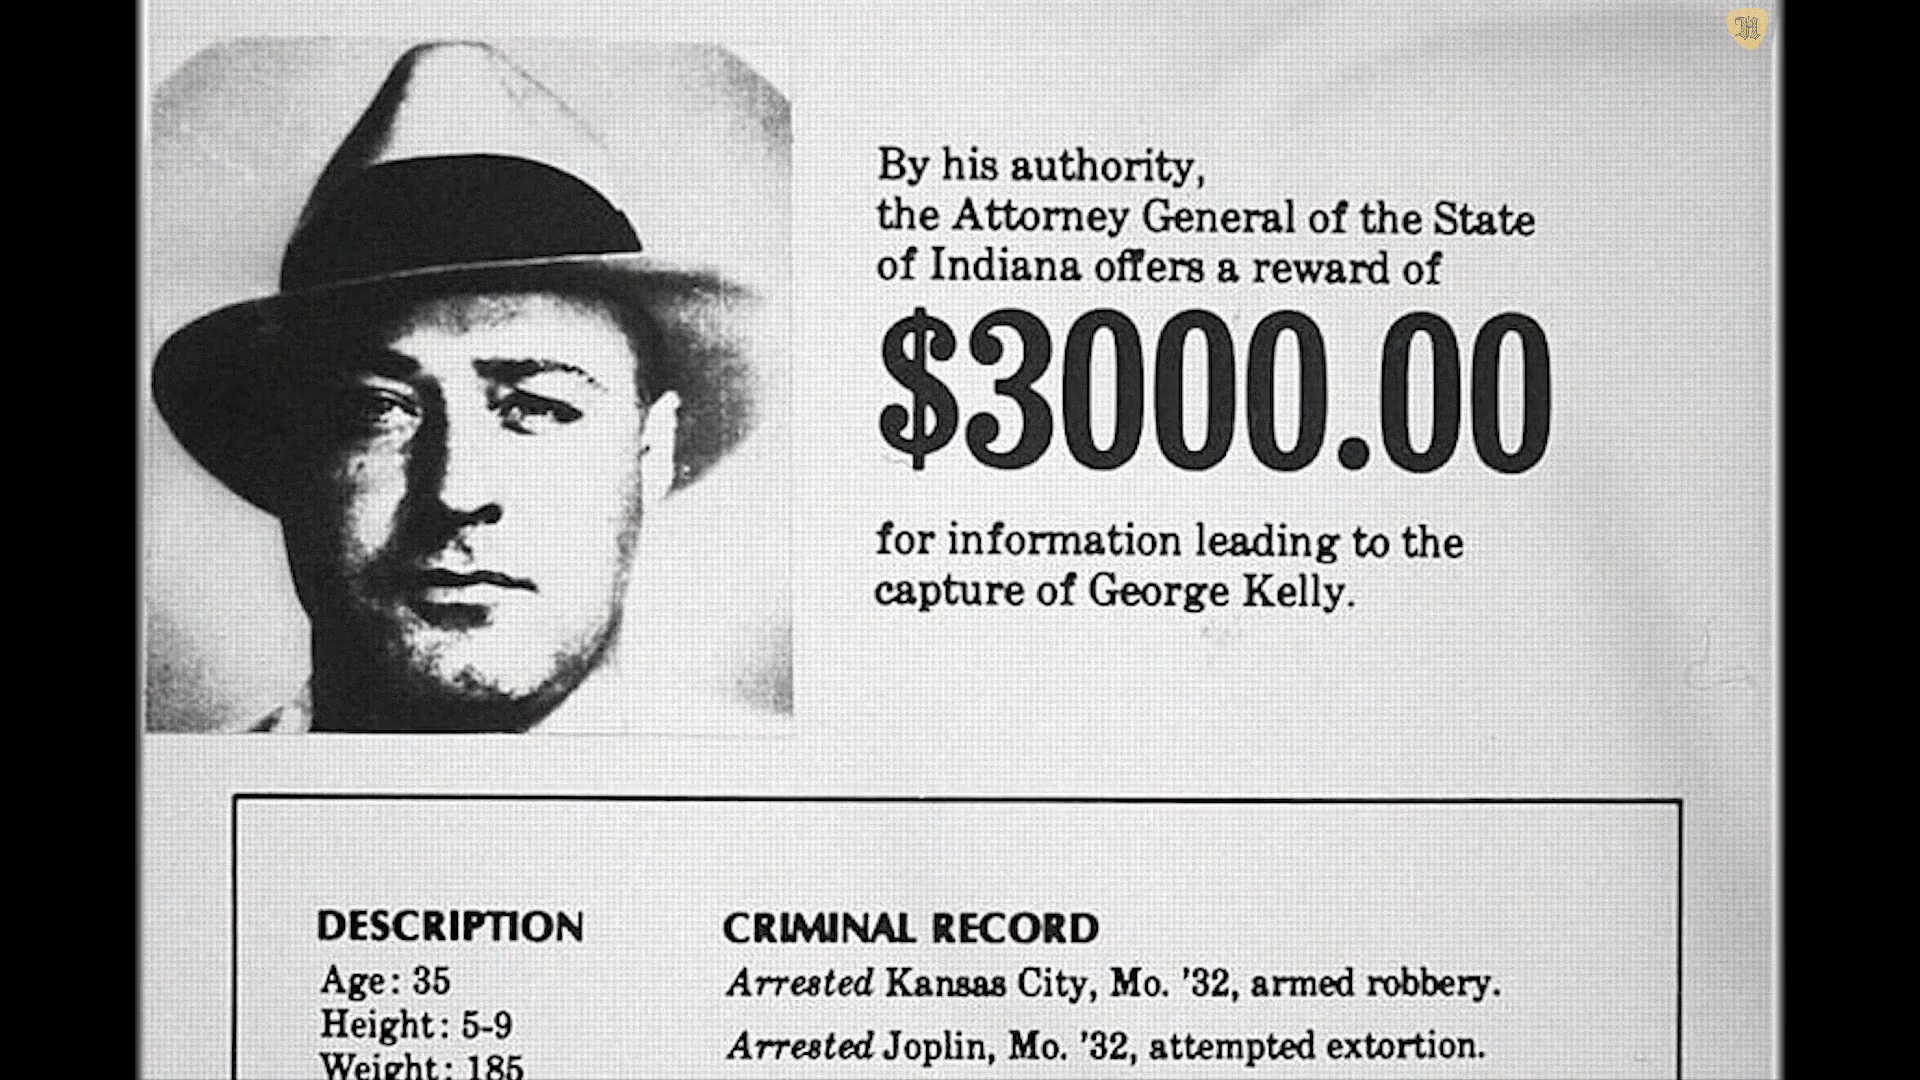 By his authority,
the Attorney General of the State
of Indiana offers a reward of
$3000.00
for information leading to the
capture of George Kelly.
DESCRIPTION
Age: 35
Height: 5-9
Weight: 185
CRIMINAL RECORD
Arrested Kansas City, Mo. '32, armed robbery.
Arrested Joplin, Mo. '32, attempted extortion.